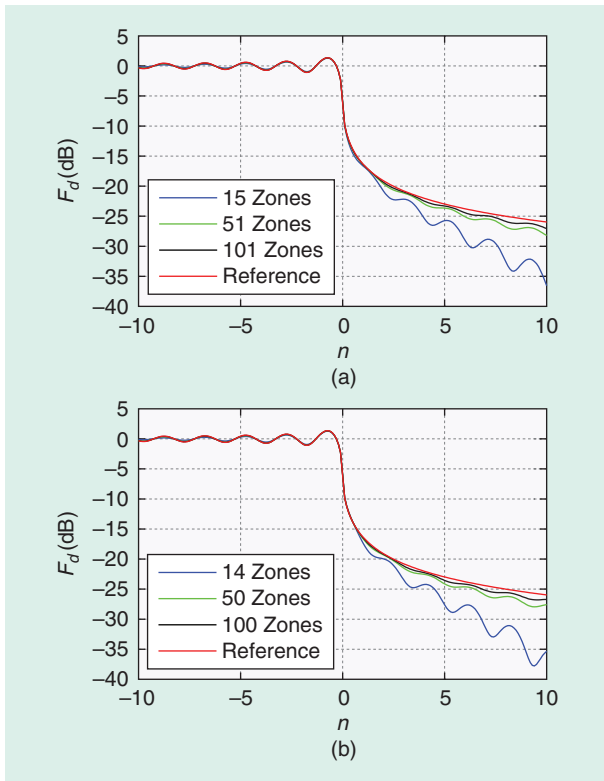 5
0
−5
−10
−15
−20
−25
−30
−35
−40
F_d (dB)
15 Zones
51 Zones
101 Zones
Reference
−10
−5
0
5
10
n
(a)
5
0
−5
−10
−15
−20
−25
−30
−35
−40
F_d (dB)
14 Zones
50 Zones
100 Zones
Reference
−10
−5
0
5
10
n
(b)